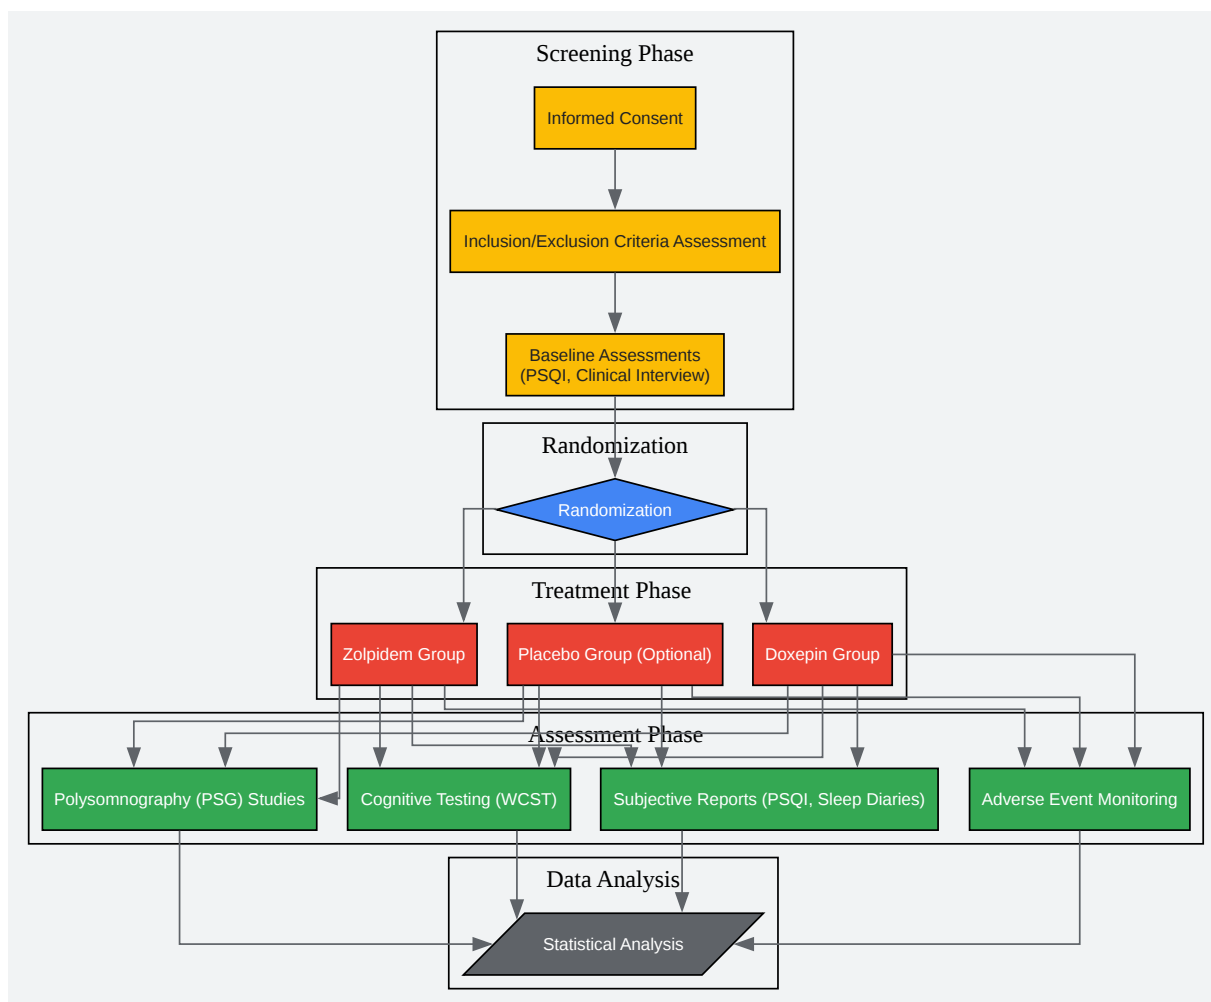 Screening Phase
Informed Consent
Inclusion/Exclusion Criteria Assessment
Baseline Assessments
(PSQI, Clinical Interview)
Randomization
Randomization
Treatment Phase
Zolpidem Group
Placebo Group (Optional)
Doxepin Group
Assessment Phase
Polysomnography (PSG) Studies
Cognitive Testing (WCST)
Subjective Reports (PSQI, Sleep Diaries)
Adverse Event Monitoring
Data Analysis
Statistical Analysis